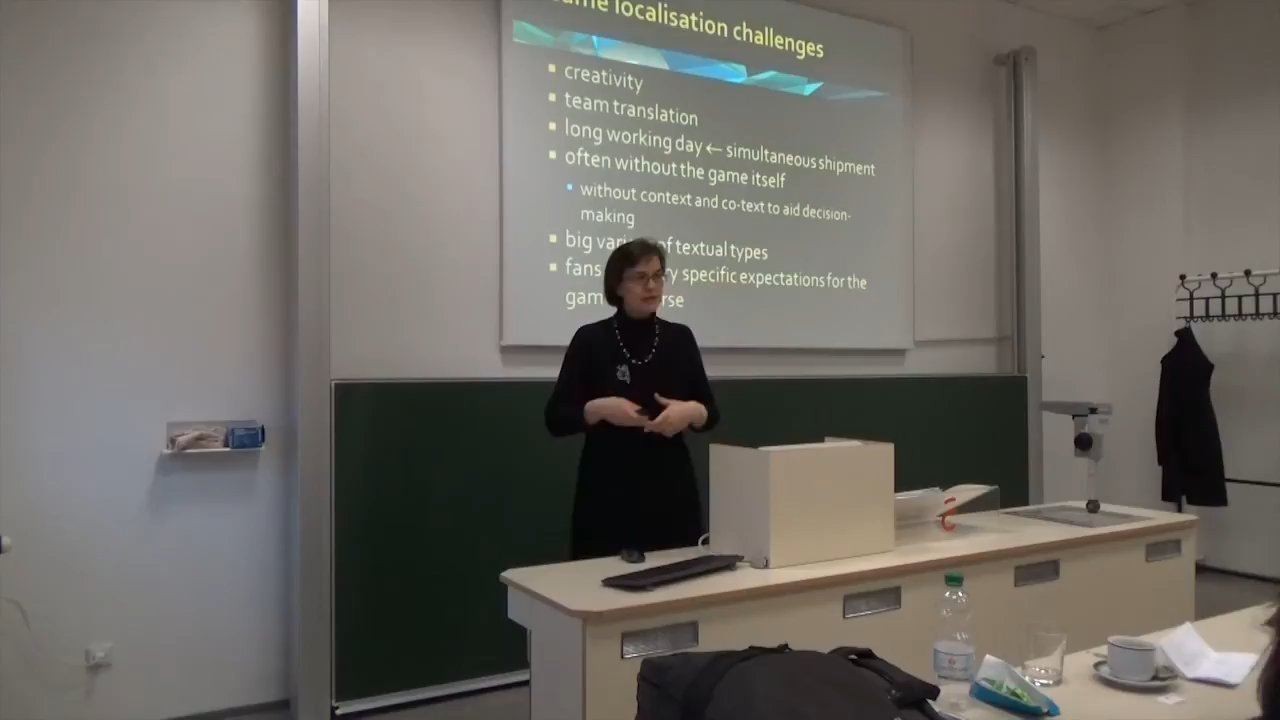 localisation challenges
creativity
team translation
long working day ← simultaneous shipment
often without the game itself
without context and co-text to aid decision-
making
big of textual types
fans specific expectations for the